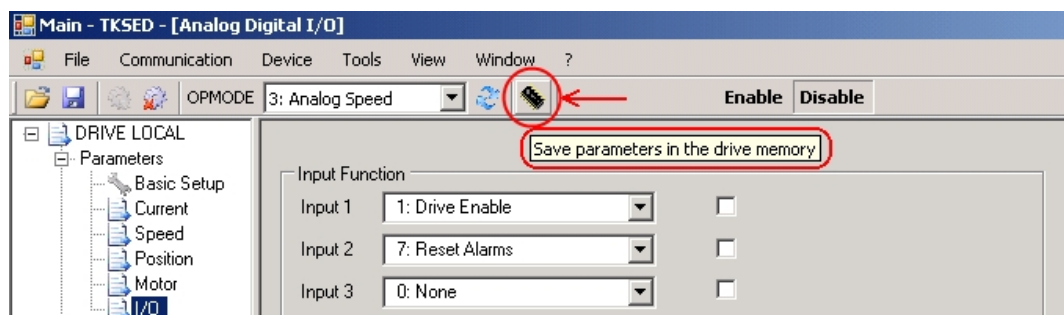 Main - TKSED - [Analog Digital I/O]
File Communication Device Tools View Window ?
OPMODE 3: Analog Speed Enable Disable
DRIVE LOCAL
Save parameters in the drive memory
Parameters
Input Function
Basic Setup
Input 1 1: Drive Enable
Current
Speed
Input 2 7: Reset Alarms
Position
Motor
Input 3 0: None
I/O